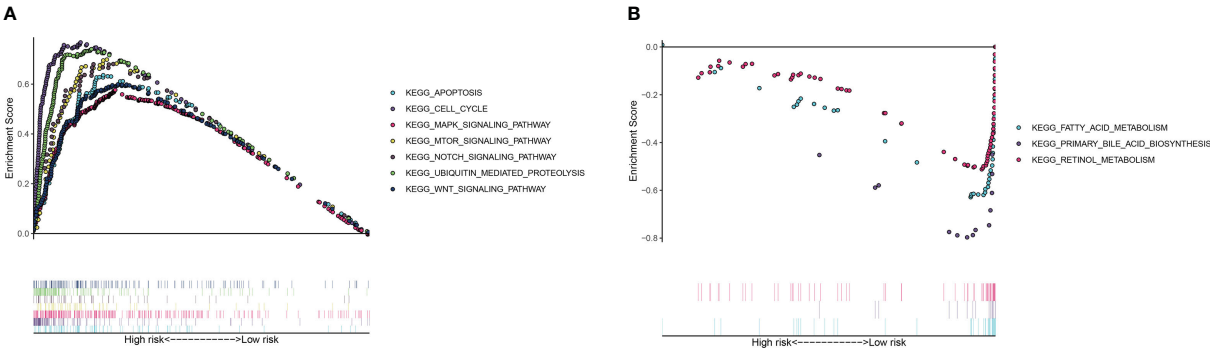 A
Enrichment Score
0.6
0.4
0.2
0.0
KEGG_APOPTOSIS
KEGG_CELL_CYCLE
KEGG_MAPK_SIGNALING_PATHWAY
KEGG_MTOR_SIGNALING_PATHWAY
KEGG_NOTCH_SIGNALING_PATHWAY
KEGG_UBIQUITIN_MEDIATED_PROTEOLYSIS
KEGG_WNT_SIGNALING_PATHWAY
High risk<----------->Low risk
B
Enrichment Score
0.0
−0.2
−0.4
−0.6
−0.8
KEGG_FATTY_ACID_METABOLISM
KEGG_PRIMARY_BILE_ACID_BIOSYNTHESIS
KEGG_RETINOL_METABOLISM
High risk<----------->Low risk